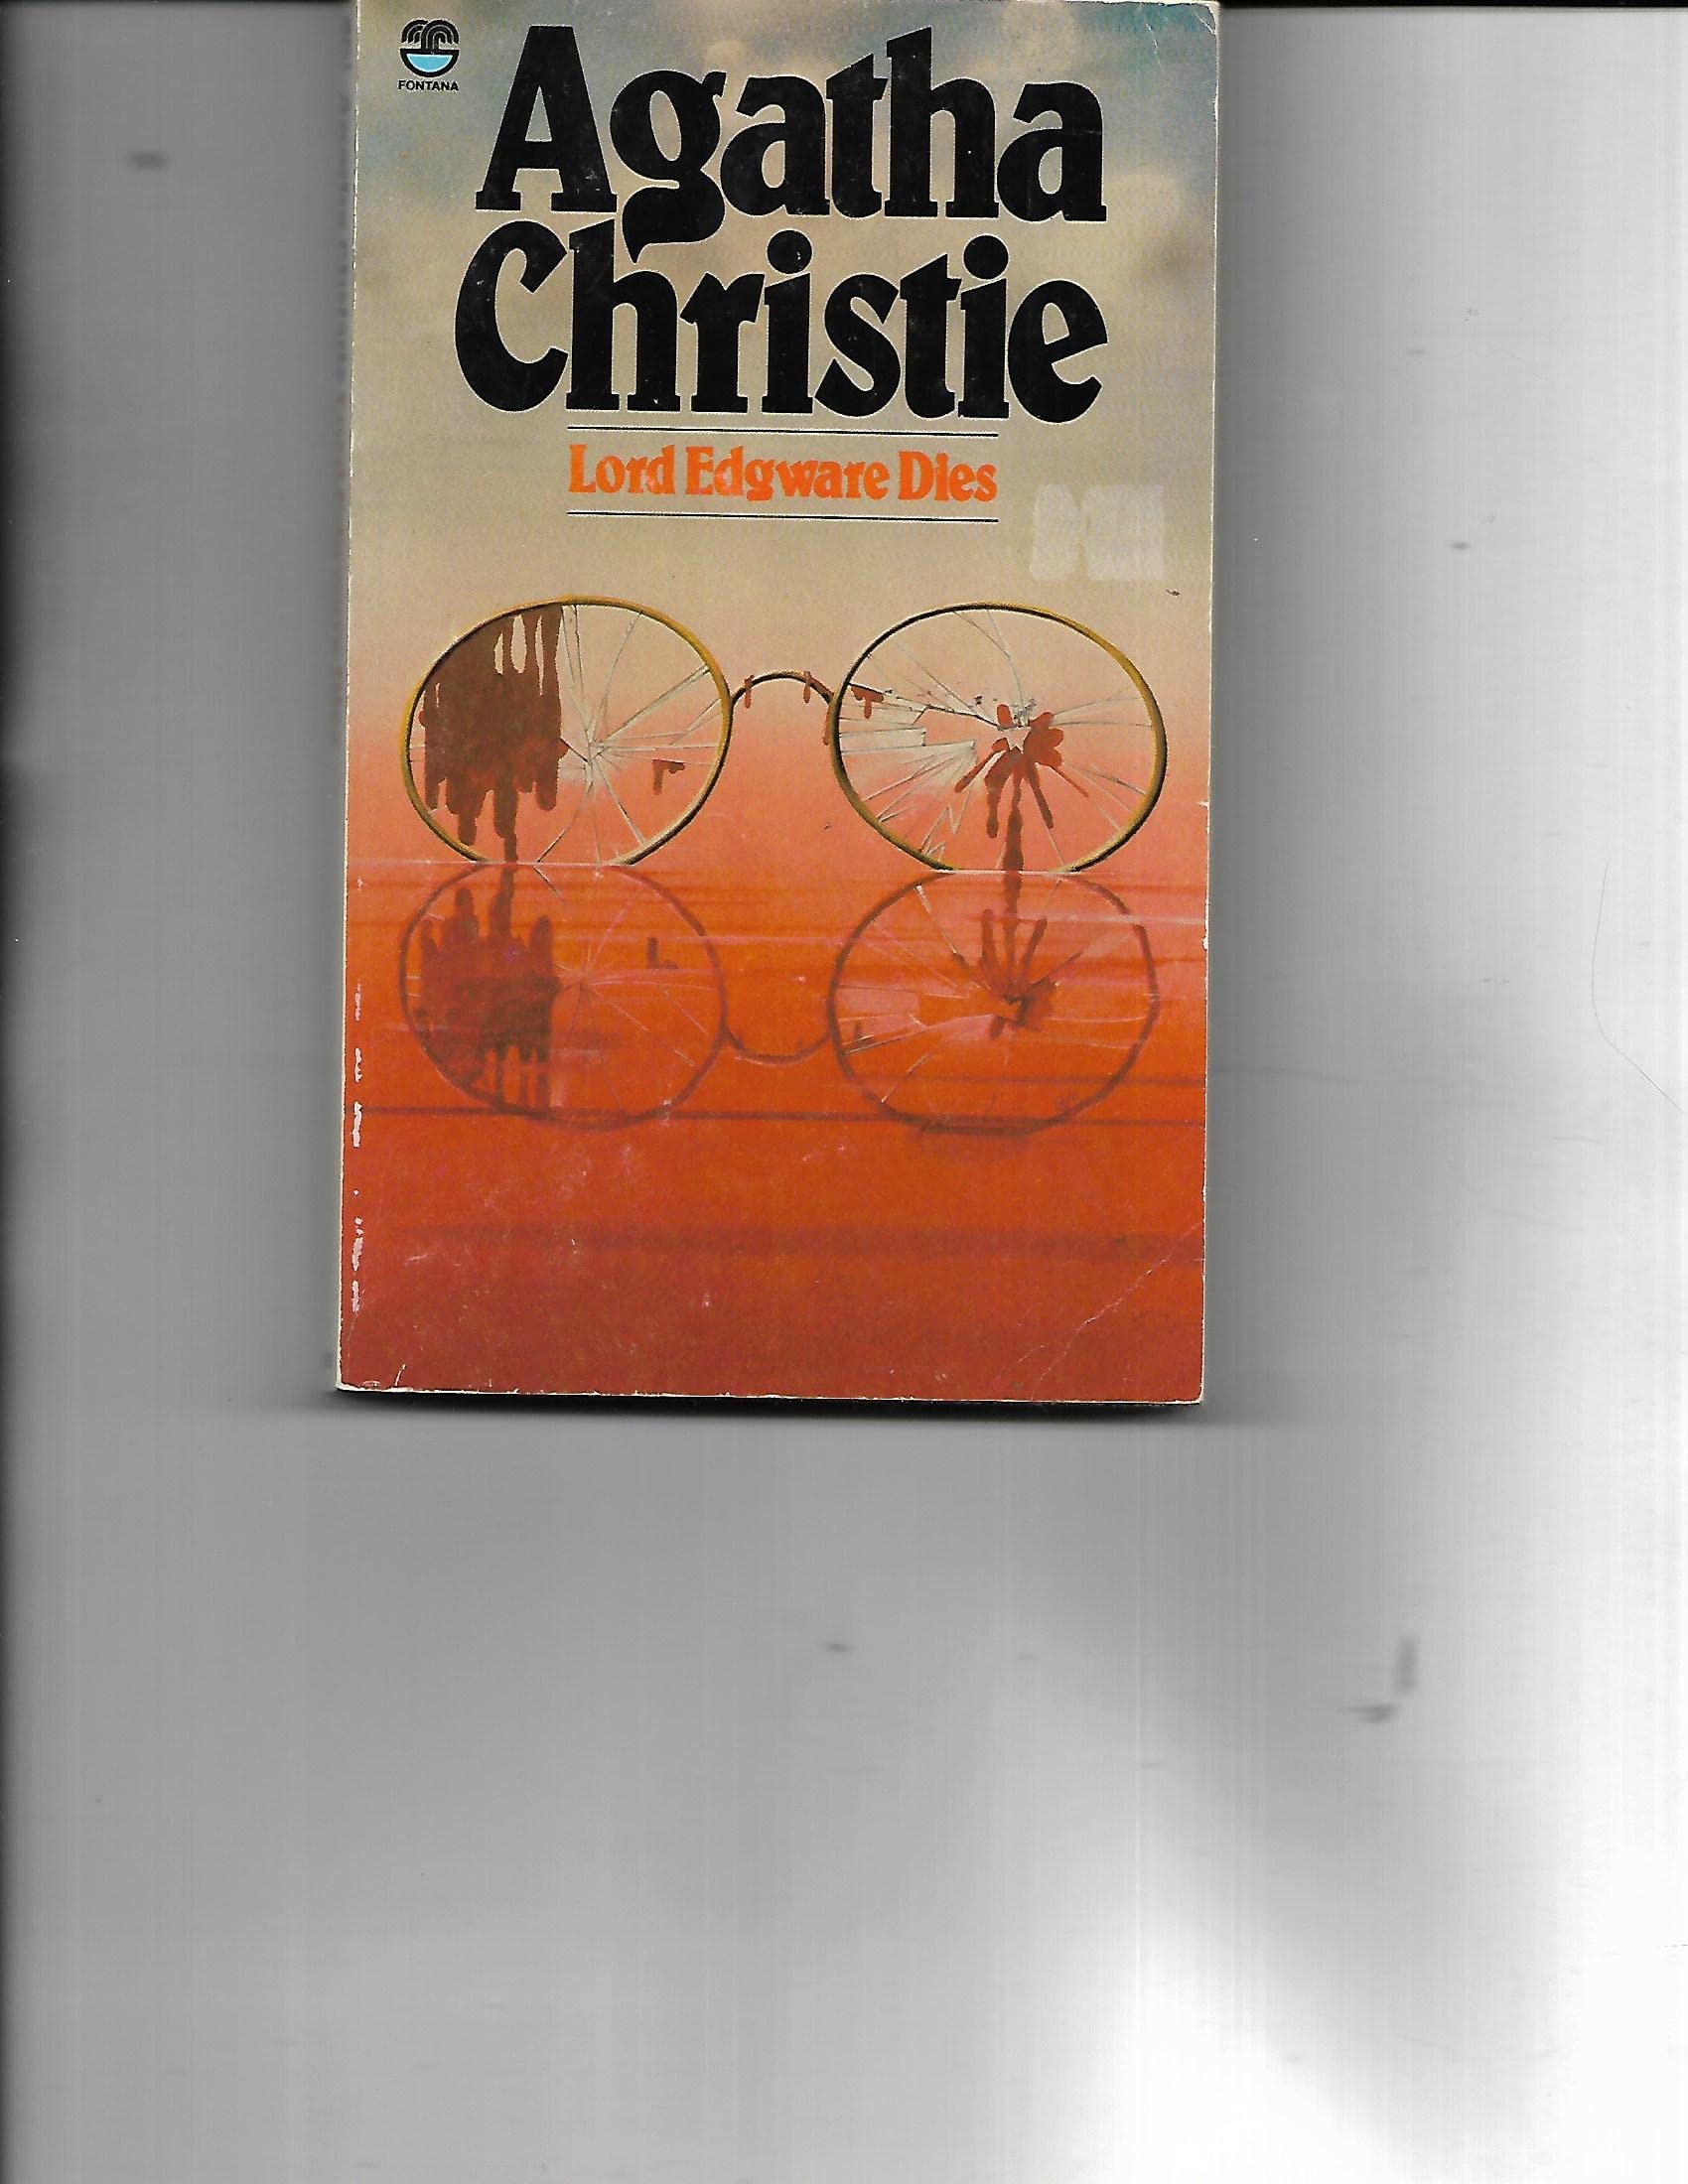 FONTANA
Agatha
Christie
Lord Edgware Dies